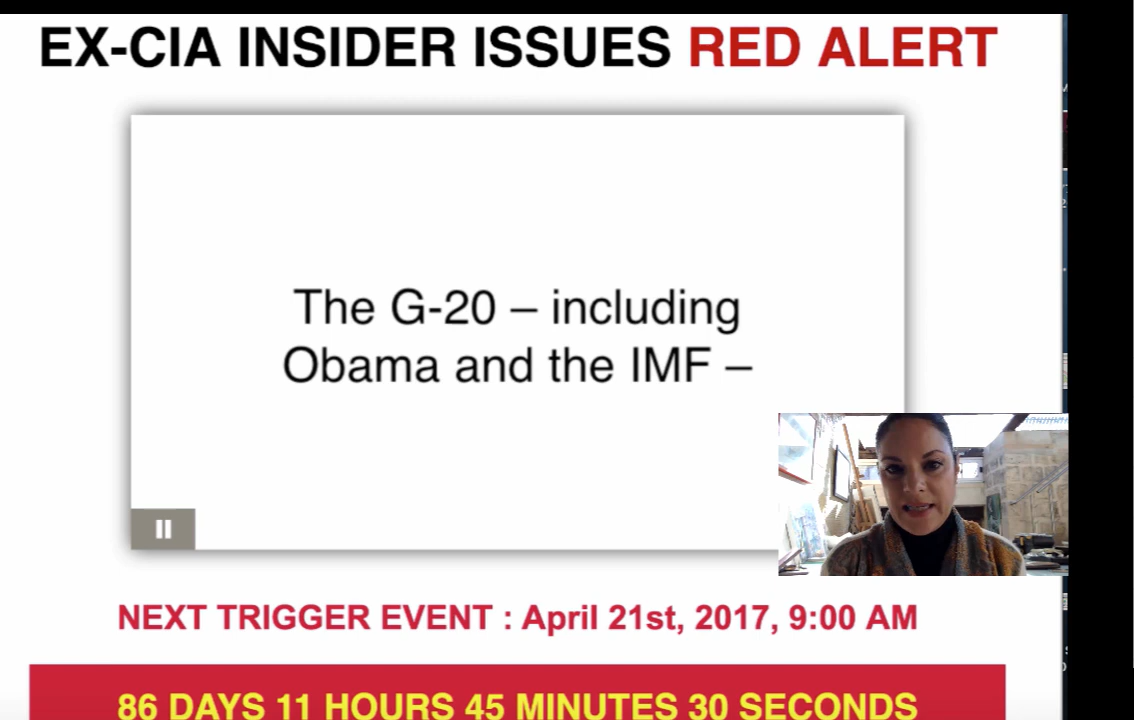 EX-CIA INSIDER ISSUES RED ALERT
The G-20 – including
Obama and the IMF –
NEXT TRIGGER EVENT : April 21st, 2017, 9:00 AM
86 DAYS 11 HOURS 45 MINUTES 30 SECONDS